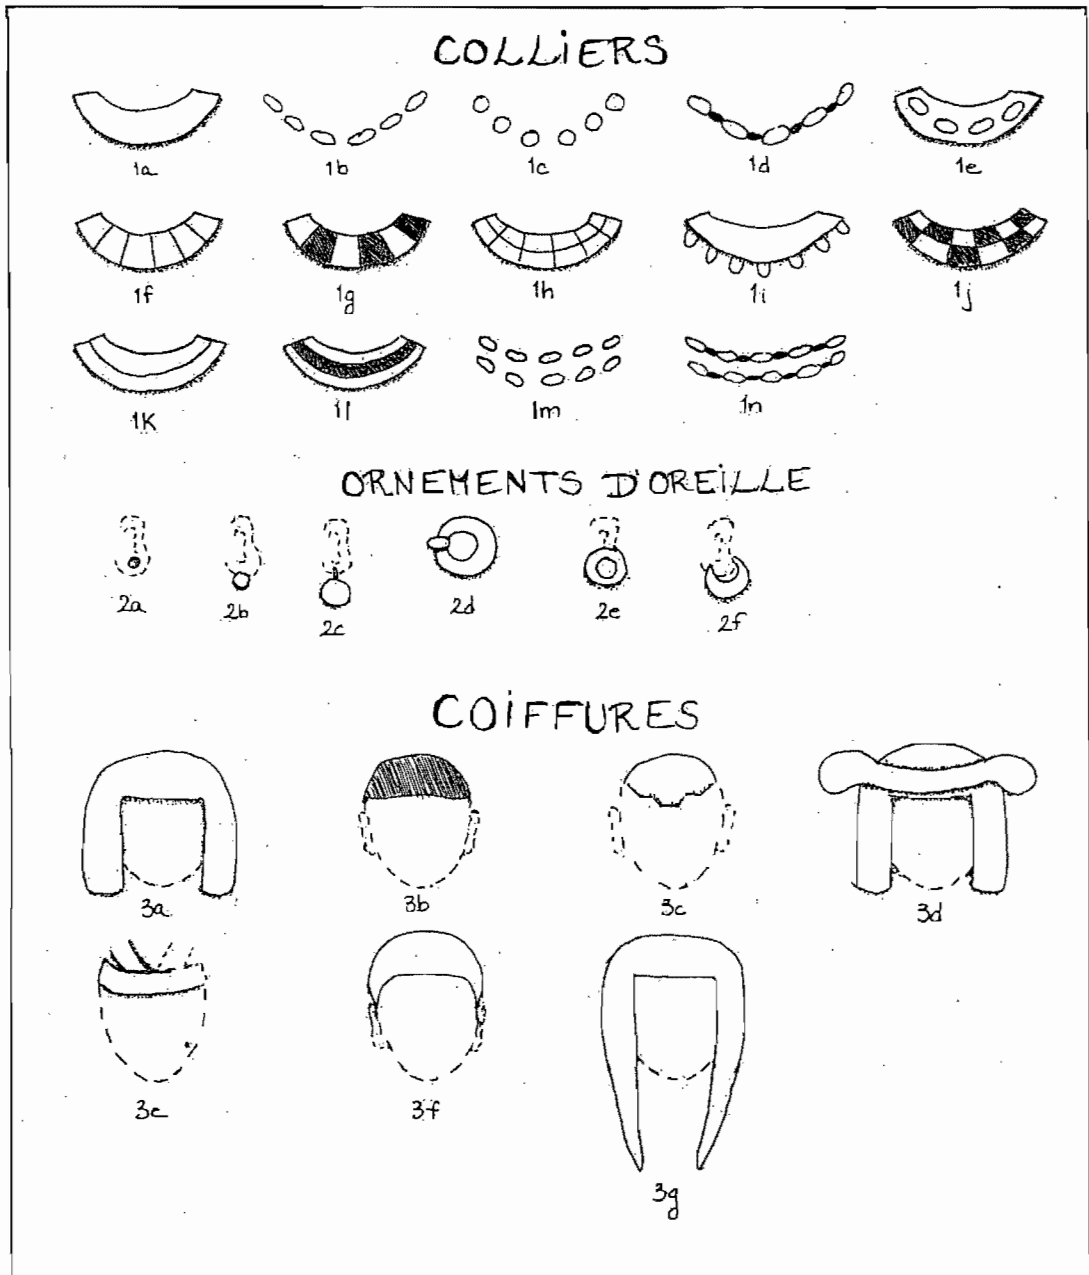 COLLiERS
1a 1b 1c 1d 1e
1f 1g 1h 1i 1j
1K 1l 1m 1n
ORNEMENTS D'OREiLLE
2a 2b 2c 2d 2e 2f
COiFFURES
3a 3b 3c 3d
3e 3f
3g